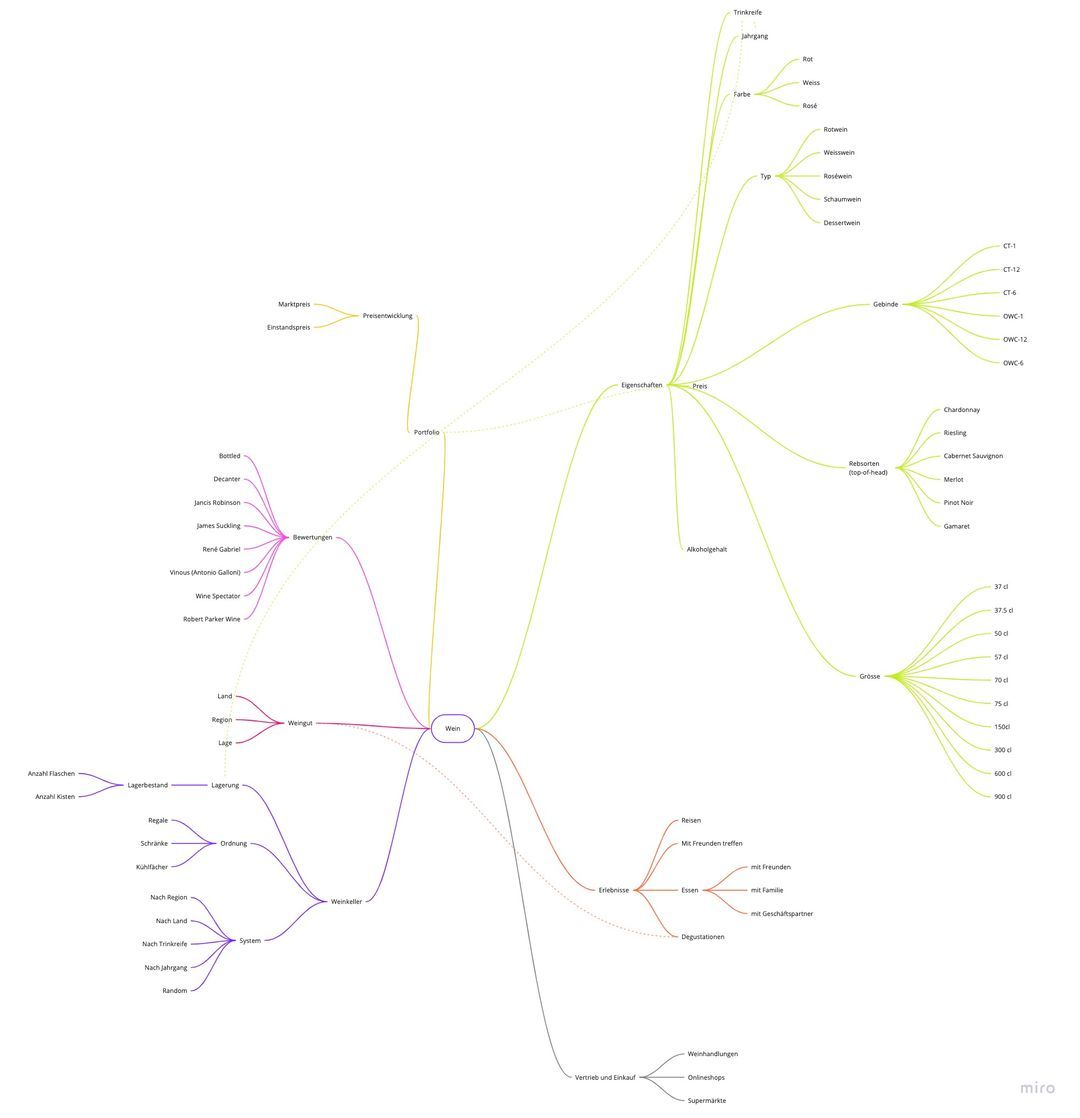 Trinkreife
Jahrgang
Farbe
Rot
Weiss
Rosé
Typ
Rotwein
Weisswein
Roséwein
Schaumwein
Dessertwein
Gebinde
CT-1
CT-12
CT-6
OWC-1
OWC-12
OWC-6
Eigenschaften
Preis
Rebsorten
(top-of-head)
Chardonnay
Riesling
Cabernet Sauvignon
Merlot
Pinot Noir
Gamaret
Alkoholgehalt
Grösse
37 cl
37.5 cl
50 cl
57 cl
70 cl
75 cl
150cl
300 cl
600 cl
900 cl
Marktpreis
Einstandspreis
Preisentwicklung
Portfolio
Bottled
Decanter
Jancis Robinson
James Suckling
René Gabriel
Vinous (Antonio Galloni)
Wine Spectator
Robert Parker Wine
Bewertungen
Land
Region
Lage
Weingut
Wein
Anzahl Flaschen
Anzahl Kisten
Lagerbestand
Lagerung
Regale
Schränke
Kühlfächer
Ordnung
Weinkeller
Nach Region
Nach Land
Nach Trinkreife
Nach Jahrgang
Random
System
Erlebnisse
Reisen
Mit Freunden treffen
Essen
mit Freunden
mit Familie
mit Geschäftspartner
Degustationen
Vertrieb und Einkauf
Weinhandlungen
Onlineshops
Supermärkte
miro